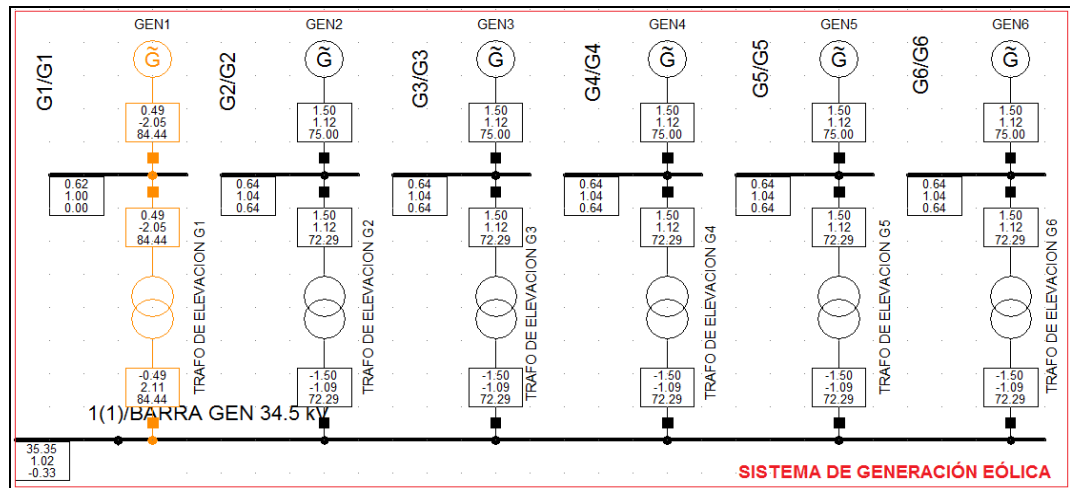 GEN1 GEN2 GEN3 GEN4 GEN5 GEN6
G1/G1 G2/G2 G3/G3 G4/G4 G5/G5 G6/G6
G̃ G̃ G̃ G̃ G̃ G̃
0.49 1.50 1.50 1.50 1.50 1.50
-2.05 1.12 1.12 1.12 1.12 1.12
84.44 75.00 75.00 75.00 75.00 75.00
0.62 0.64 0.64 0.64 0.64 0.64
1.00 1.04 1.04 1.04 1.04 1.04
0.00 0.64 0.64 0.64 0.64 0.64
0.49 1.50 1.50 1.50 1.50 1.50
-2.05 1.12 1.12 1.12 1.12 1.12
84.44 72.29 72.29 72.29 72.29 72.29
TRAFO DE ELEVACION G1
TRAFO DE ELEVACION G2
TRAFO DE ELEVACION G3
TRAFO DE ELEVACION G4
TRAFO DE ELEVACION G5
TRAFO DE ELEVACION G6
-0.49 -1.50 -1.50 -1.50 -1.50 -1.50
2.11 -1.09 -1.09 -1.09 -1.09 -1.09
84.44 72.29 72.29 72.29 72.29 72.29
1(1)/BARRA GEN 34.5 kV
35.35
1.02
-0.33
SISTEMA DE GENERACIÓN EÓLICA